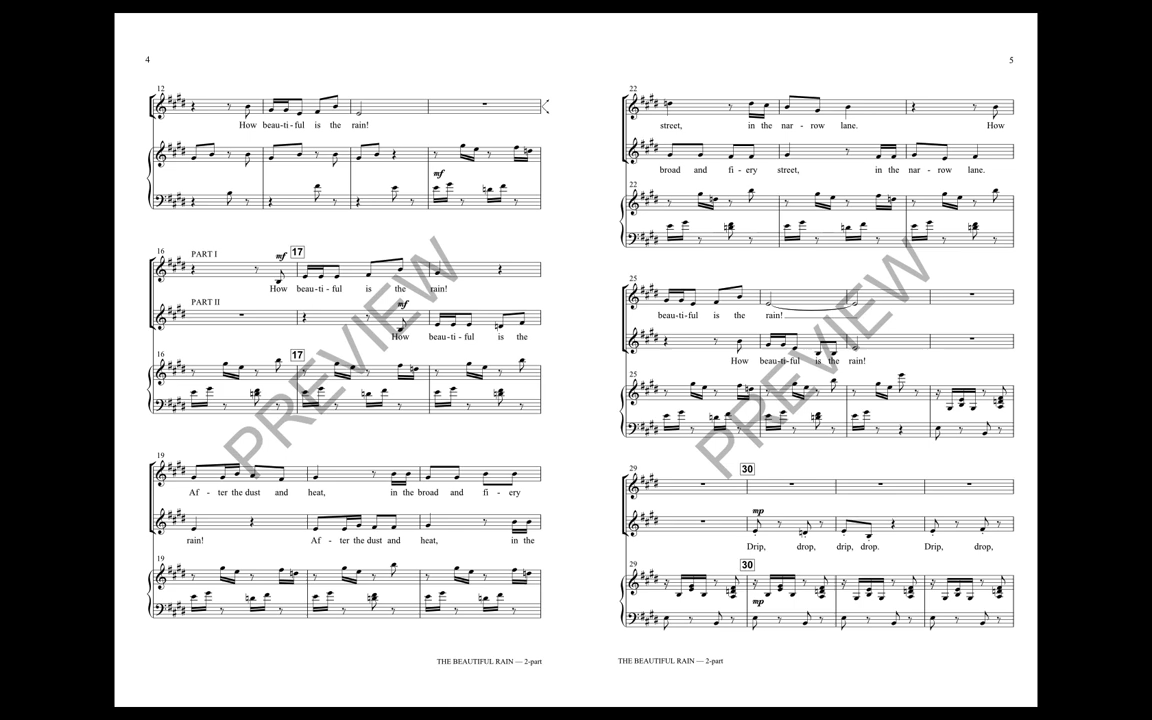 4
12
How beau-ti-ful is the rain!
mf
16
PART I
mf
17
How beau-ti-ful is the rain!
PART II
mf
How beau-ti-ful is the
16
17
19
Af - ter the dust and heat, in the broad and fi - ery
rain! Af - ter the dust and heat, in the
19
THE BEAUTIFUL RAIN — 2-part
PREVIEW
5
22
street, in the nar - row lane. How
broad and fi - ery street, in the nar - row lane.
22
25
beau-ti-ful is the rain!
How beau-ti-ful is the rain!
25
29
30
mp
Drip, drop, drip, drop. Drip, drop,
29
30
mp
THE BEAUTIFUL RAIN — 2-part
PREVIEW